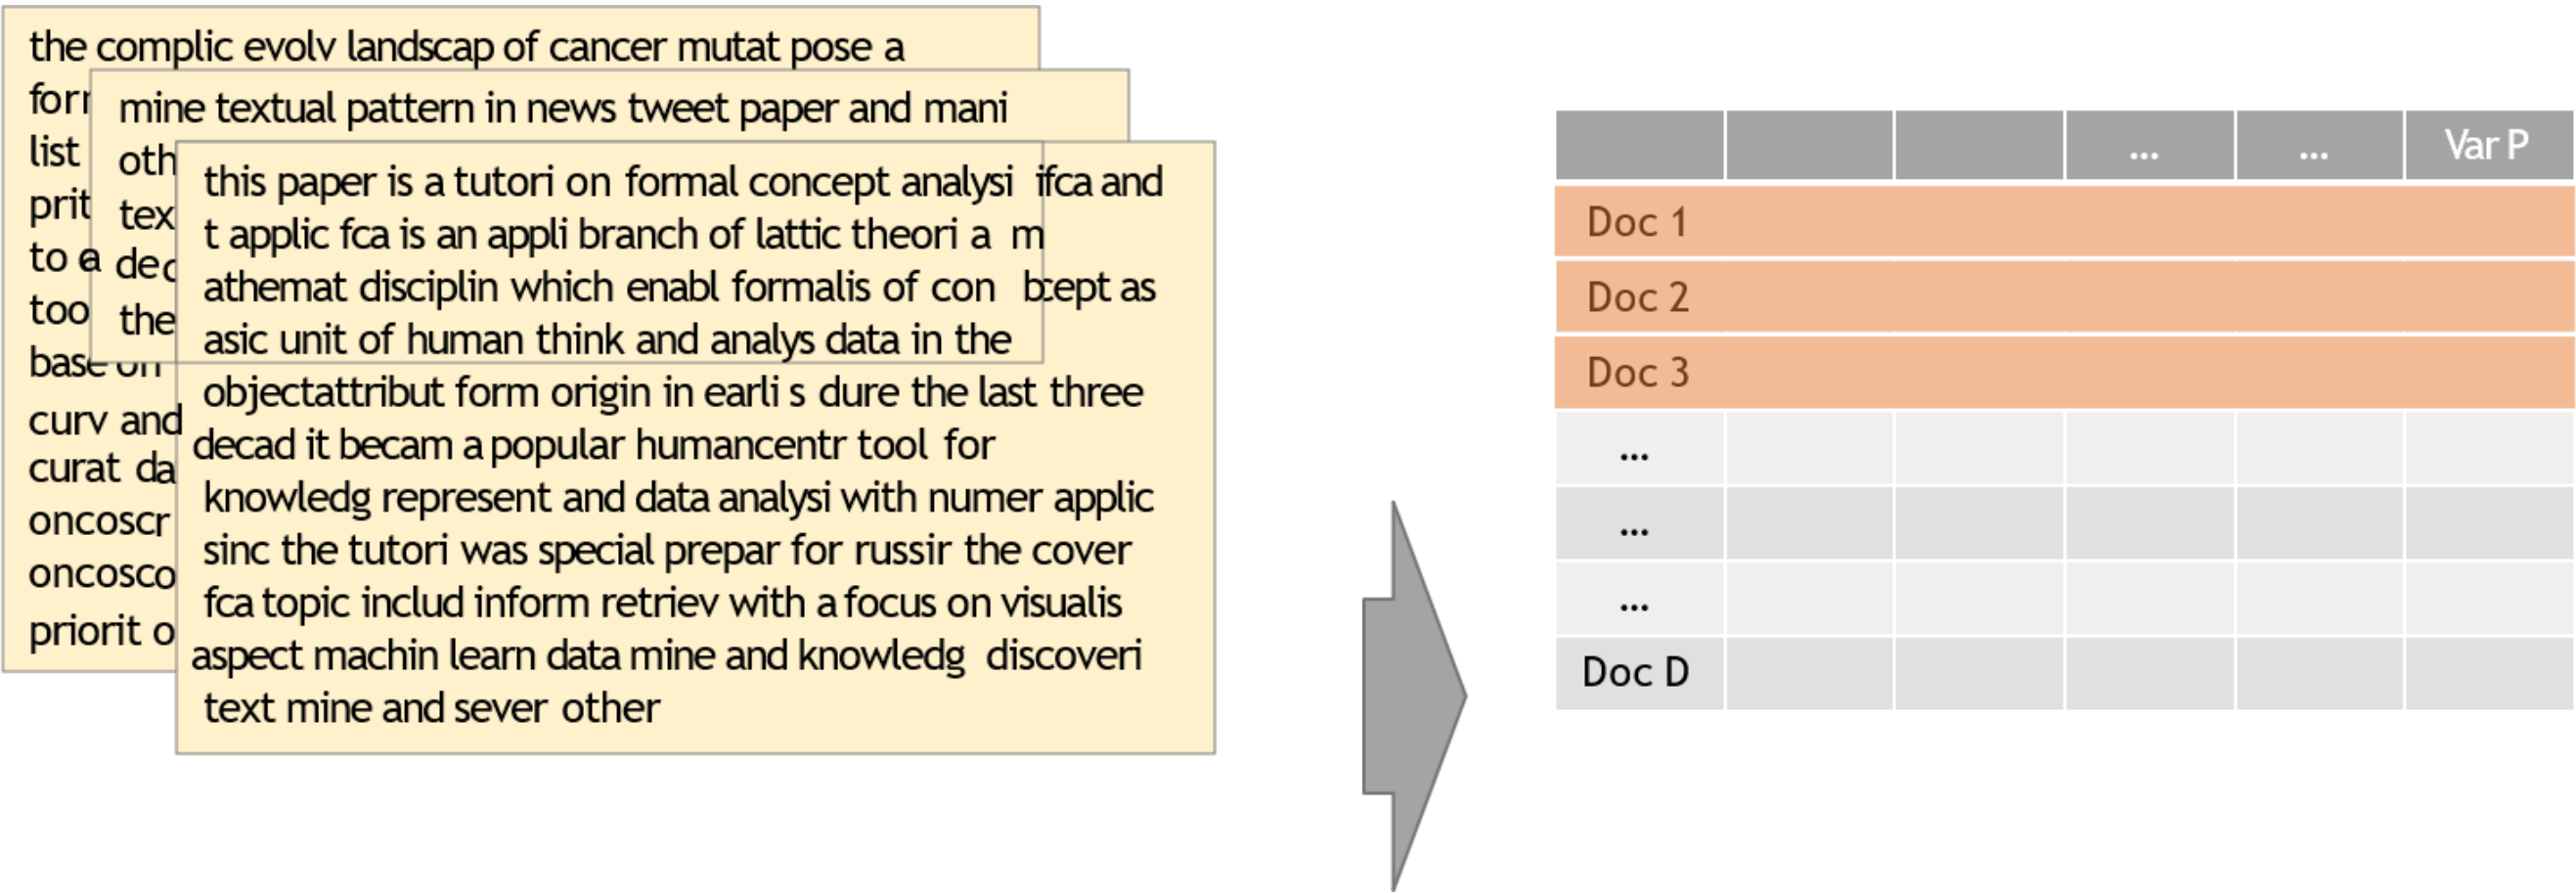 the complic evolv landscap of cancer mutat pose a
list
to a
too
base on
curv and
curat da
oncoscr
oncosco
priorit o
mine textual pattern in news tweet paper and mani
oth
tex
dec
the
this paper is a tutori on formal concept analysi ifca and
t applic fca is an appli branch of lattic theori a m
athemat disciplin which enabl formalis of con bcept as
asic unit of human think and analys data in the
objectattribut form origin in earli s dure the last three
decad it becam a popular humancentr tool for
knowledg represent and data analysi with numer applic
sinc the tutori was special prepar for russir the cover
fca topic includ inform retriev with a focus on visualis
aspect machin learn data mine and knowledg discoveri
text mine and sever other
... ... Var P
Doc 1
Doc 2
Doc 3
...
...
...
Doc D